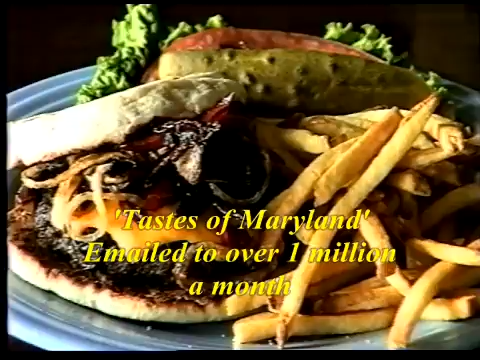 'Tastes of Maryland'
Emailed to over 1 million
a month